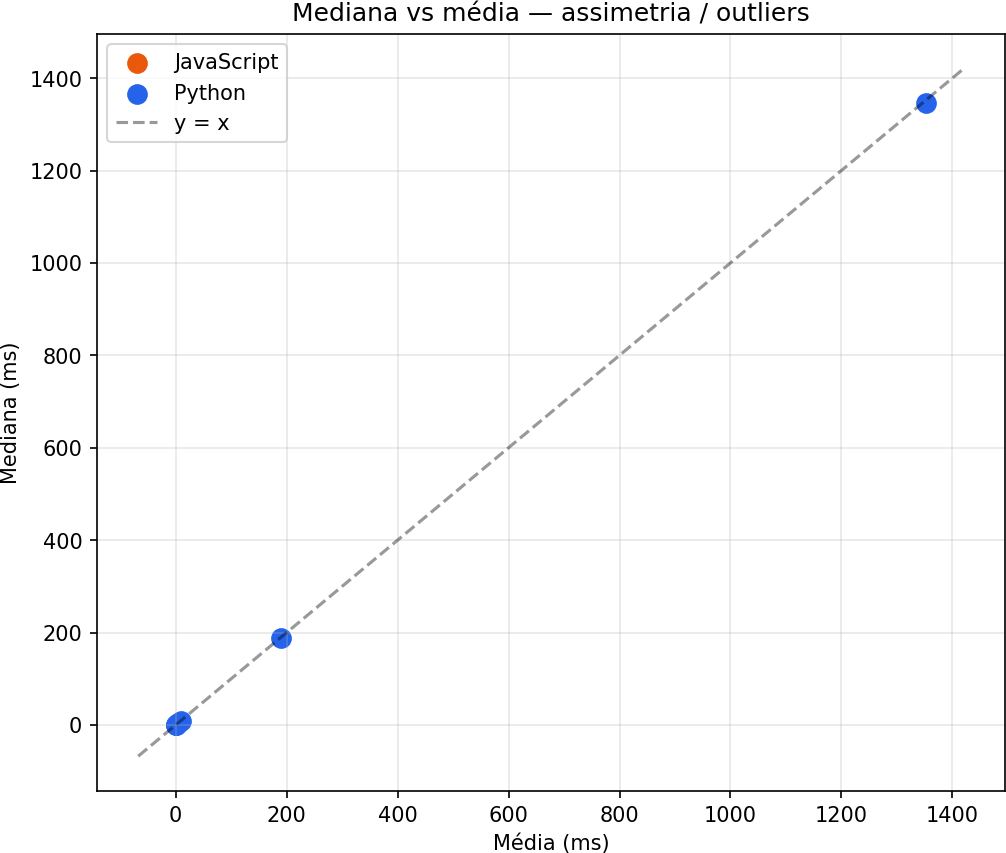 Mediana vs média — assimetria / outliers
JavaScript
Python
y = x
1400
1200
1000
800
600
400
200
0
Mediana (ms)
0 200 400 600 800 1000 1200 1400
Média (ms)